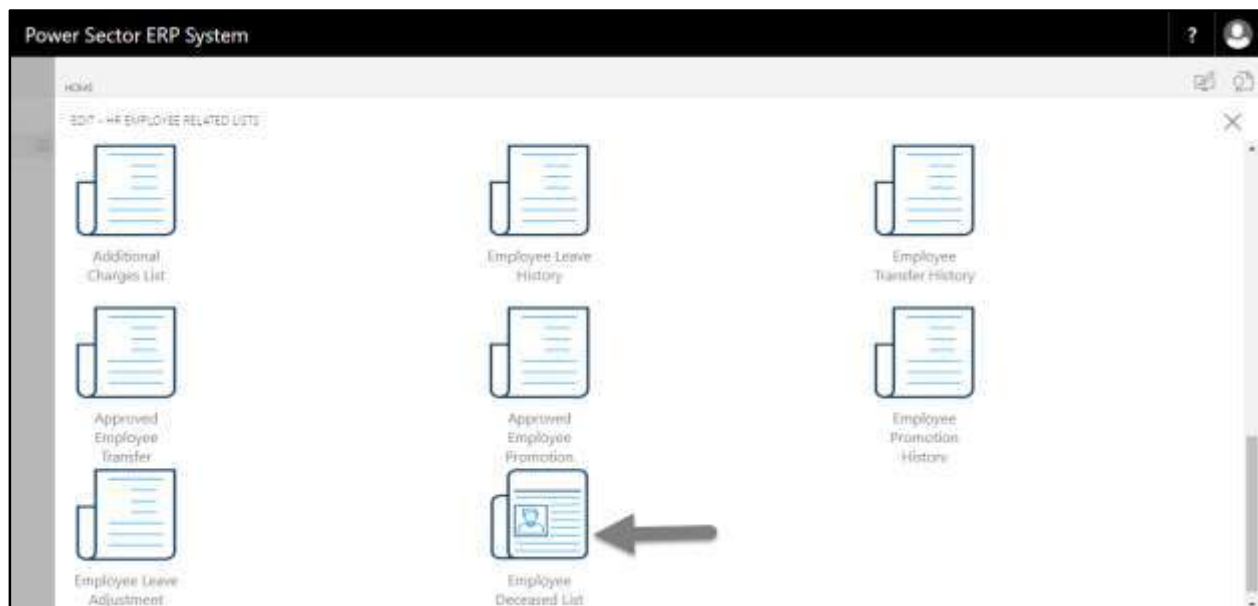 Power Sector ERP System
?
HOME
EDIT - HR EMPLOYEE RELATED LISTS
Additional
Charges List
Employee Leave
History
Employee
Transfer History
Approved
Employee
Transfer
Approved
Employee
Promotion
Employee
Promotion
History
Employee Leave
Adjustment
Employee
Deceased List